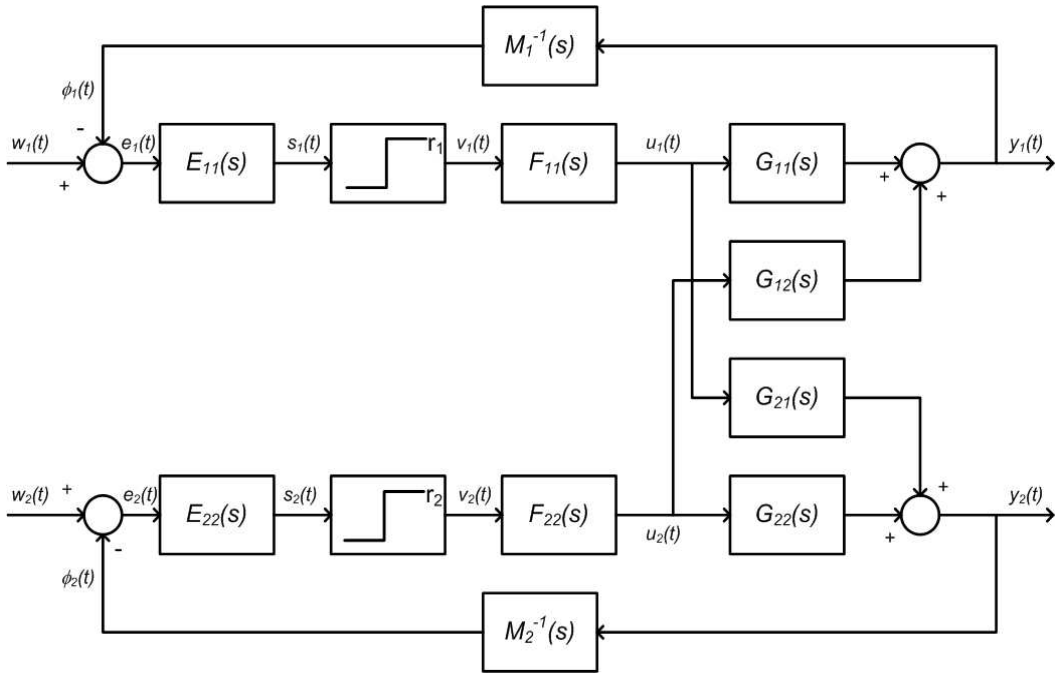 M₁⁻¹(s)
ϕ₁(t)
-
w₁(t) e₁(t) E₁₁(s) s₁(t) r₁ v₁(t) F₁₁(s) u₁(t) G₁₁(s) y₁(t)
+ + +
G₁₂(s)
G₂₁(s)
w₂(t) + e₂(t) E₂₂(s) s₂(t) r₂ v₂(t) F₂₂(s) u₂(t) G₂₂(s) + y₂(t)
- +
ϕ₂(t)
M₂⁻¹(s)